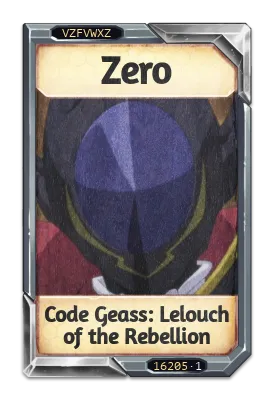 VZFVWXZ
Zero
Code Geass: Lelouch
of the Rebellion
16205·1